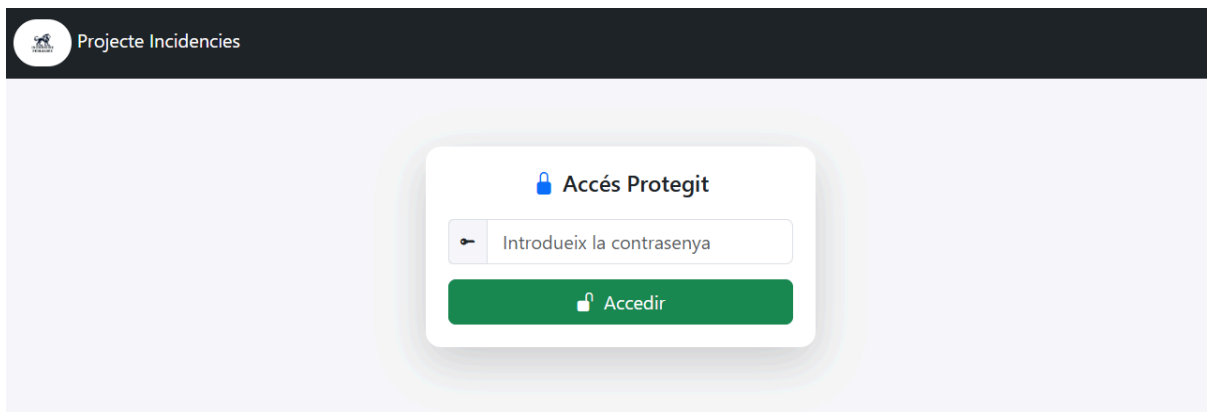 Projecte Incidencies
Accés Protegit
Introdueix la contrasenya
Accedir